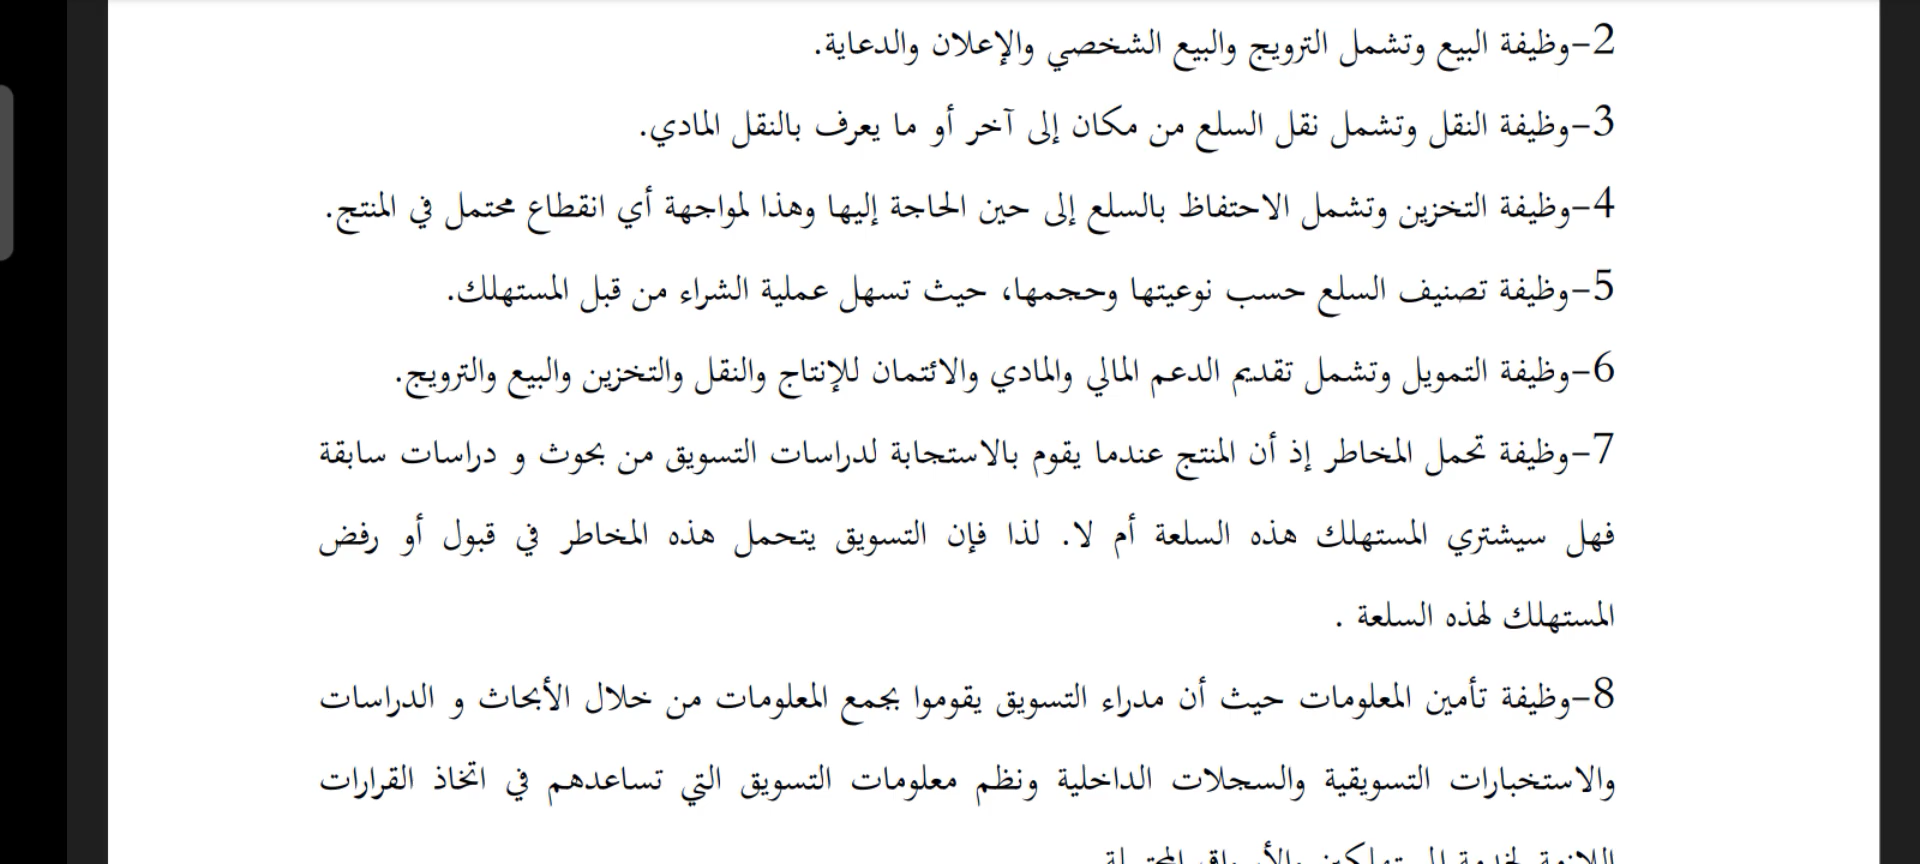 2-وظيفة البيع وتشمل الترويج والبيع الشخصي والإعلان والدعاية.
3-وظيفة النقل وتشمل نقل السلع من مكان إلى آخر أو ما يعرف بالنقل المادي.
4-وظيفة التخزين وتشمل الاحتفاظ بالسلع إلى حين الحاجة إليها وهذا لمواجهة أي انقطاع محتمل في المنتج.
5-وظيفة تصنيف السلع حسب نوعيتها وحجمها، حيث تسهل عملية الشراء من قبل المستهلك.
6-وظيفة التمويل وتشمل تقديم الدعم المالي والمادي والائتمان للإنتاج والنقل والتخزين والبيع والترويج.
7-وظيفة تحمل المخاطر إذ أن المنتج عندما يقوم بالاستجابة لدراسات التسويق من بحوث و دراسات سابقة
فهل سيشتري المستهلك هذه السلعة أم لا. لذا فإن التسويق يتحمل هذه المخاطر في قبول أو رفض
المستهلك لهذه السلعة .
8-وظيفة تأمين المعلومات حيث أن مدراء التسويق يقوموا بجمع المعلومات من خلال الأبحاث و الدراسات
والاستخبارات التسويقية والسجلات الداخلية ونظم معلومات التسويق التي تساعدهم في اتخاذ القرارات